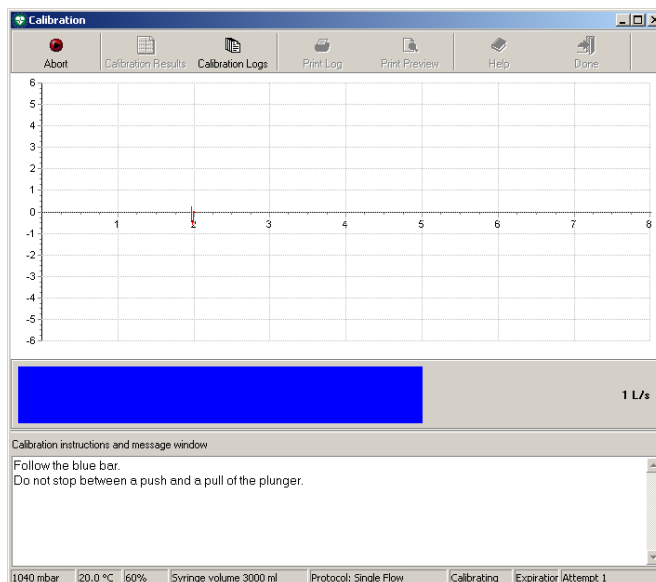 Calibration
Abort
Calibration Results
Calibration Logs
Print Log
Print Preview
Help
Done
6
5
4
3
2
1
0
-1
-2
-3
-4
-5
-6
1
2
3
4
5
6
7
8
1 L/s
Calibration instructions and message window
Follow the blue bar.
Do not stop between a push and a pull of the plunger.
1040 mbar 20.0 °C 60% Syringe volume 3000 ml Protocol: Single Flow Calibrating Expiration Attempt 1